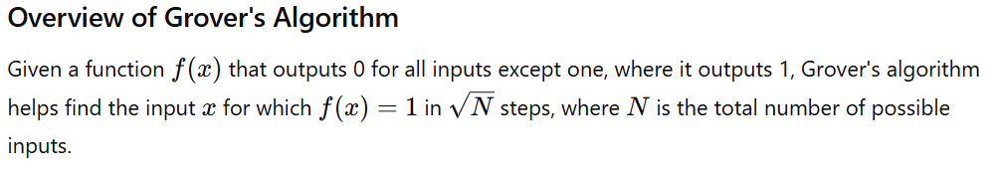 Overview of Grover's Algorithm
Given a function f(x) that outputs 0 for all inputs except one, where it outputs 1, Grover's algorithm
helps find the input x for which f(x) = 1 in √N steps, where N is the total number of possible
inputs.